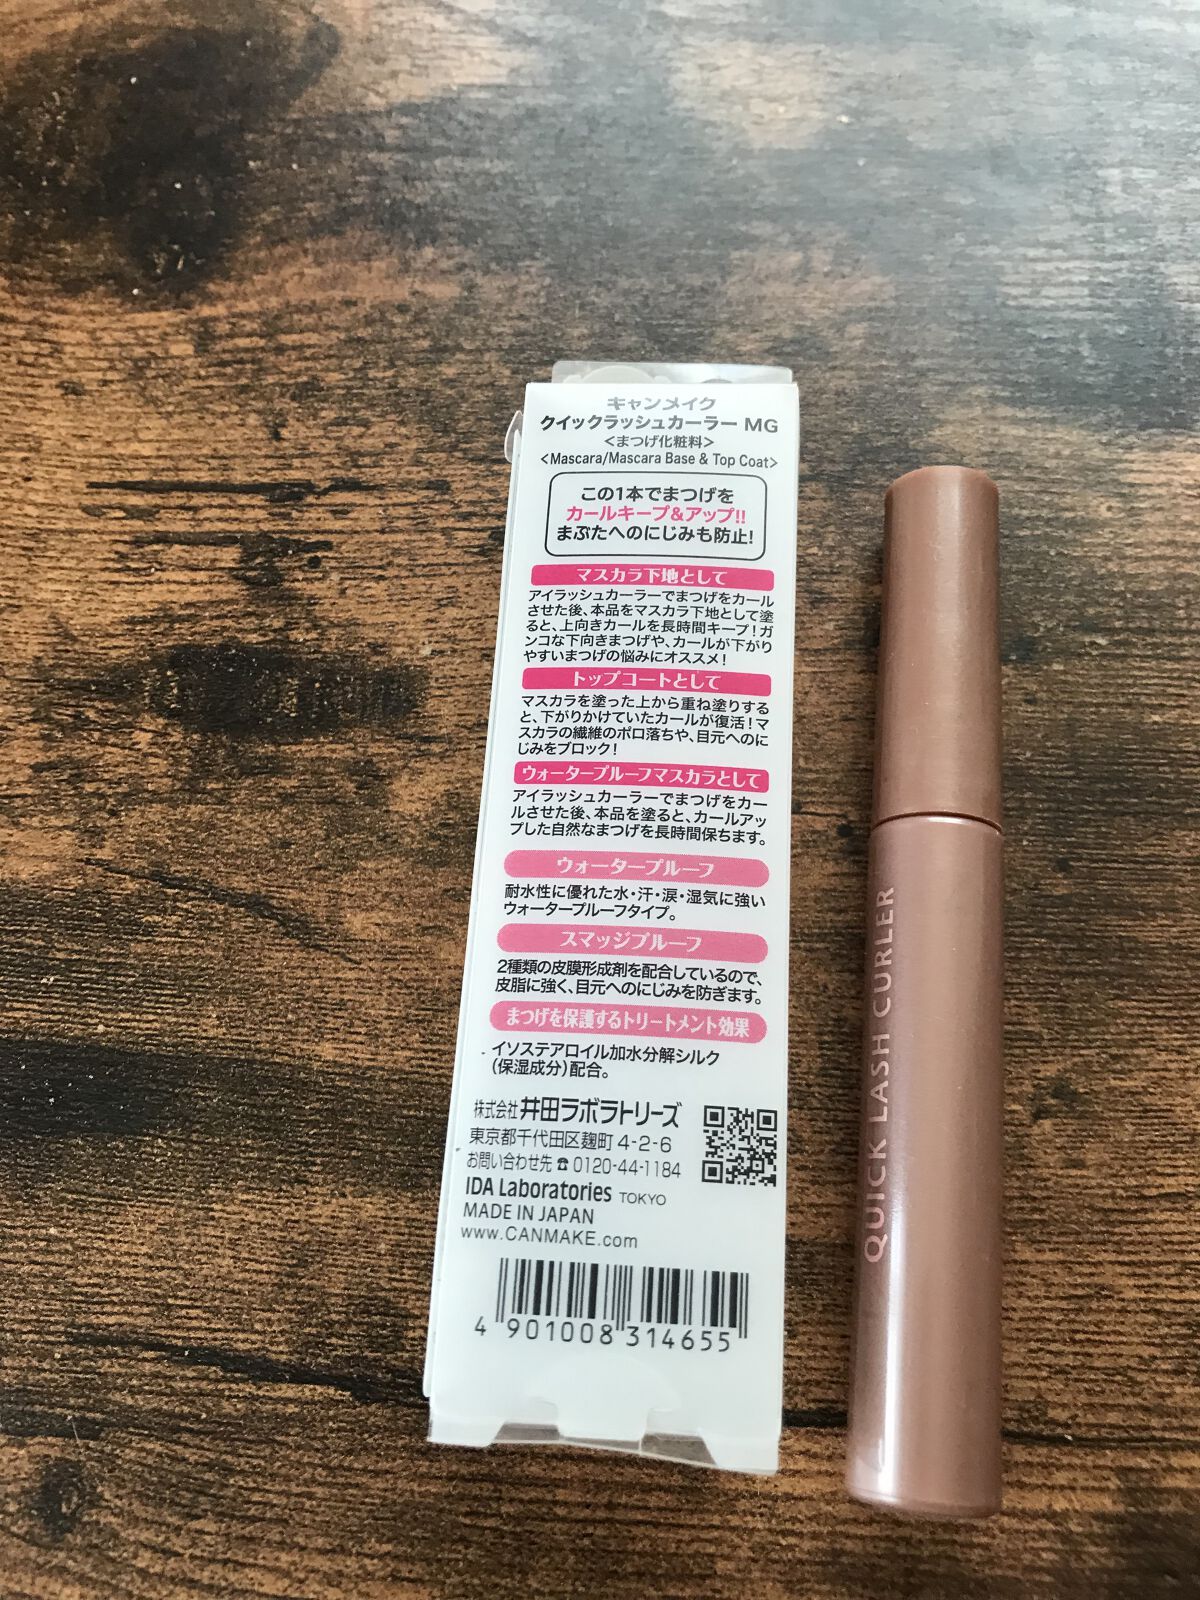 キャンメイク
クイックラッシュカーラー MG
<まつげ化粧料>
<Mascara/Mascara Base & Top Coat>
この1本でまつげを
カールキープ&アップ!!
まぶたへのにじみも防止!
マスカラ下地として
アイラッシュカーラーでまつげをカール
させた後、本品をマスカラ下地として塗
ると、上向きカールを長時間キープ!ガ
ンコな下向きまつげや、カールが下がり
やすいまつげの悩みにオススメ!
トップコートとして
マスカラを塗った上から重ね塗りする
と、下がりかけていたカールが復活!マ
スカラの繊維のポロ落ちや、目元へのに
じみをブロック!
ウォータープルーフマスカラとして
アイラッシュカーラーでまつげをカー
ルさせた後、本品を塗ると、カールアッ
プした自然なまつげを長時間保ちます。
ウォータープルーフ
耐水性に優れた水・汗・涙・湿気に強い
ウォータープルーフタイプ。
スマッジプルーフ
2種類の皮膜形成剤を配合しているので、
皮脂に強く、目元へのにじみを防ぎます。
まつげを保護するトリートメント効果
イソステアロイル加水分解シルク
(保湿成分)配合。
株式会社 井田ラボラトリーズ
東京都千代田区麹町 4-2-6
お問い合わせ先 ☎ 0120-44-1184
IDA Laboratories TOKYO
MADE IN JAPAN
www.CANMAKE.com
4 901008 314655
QUICK LASH CURLER